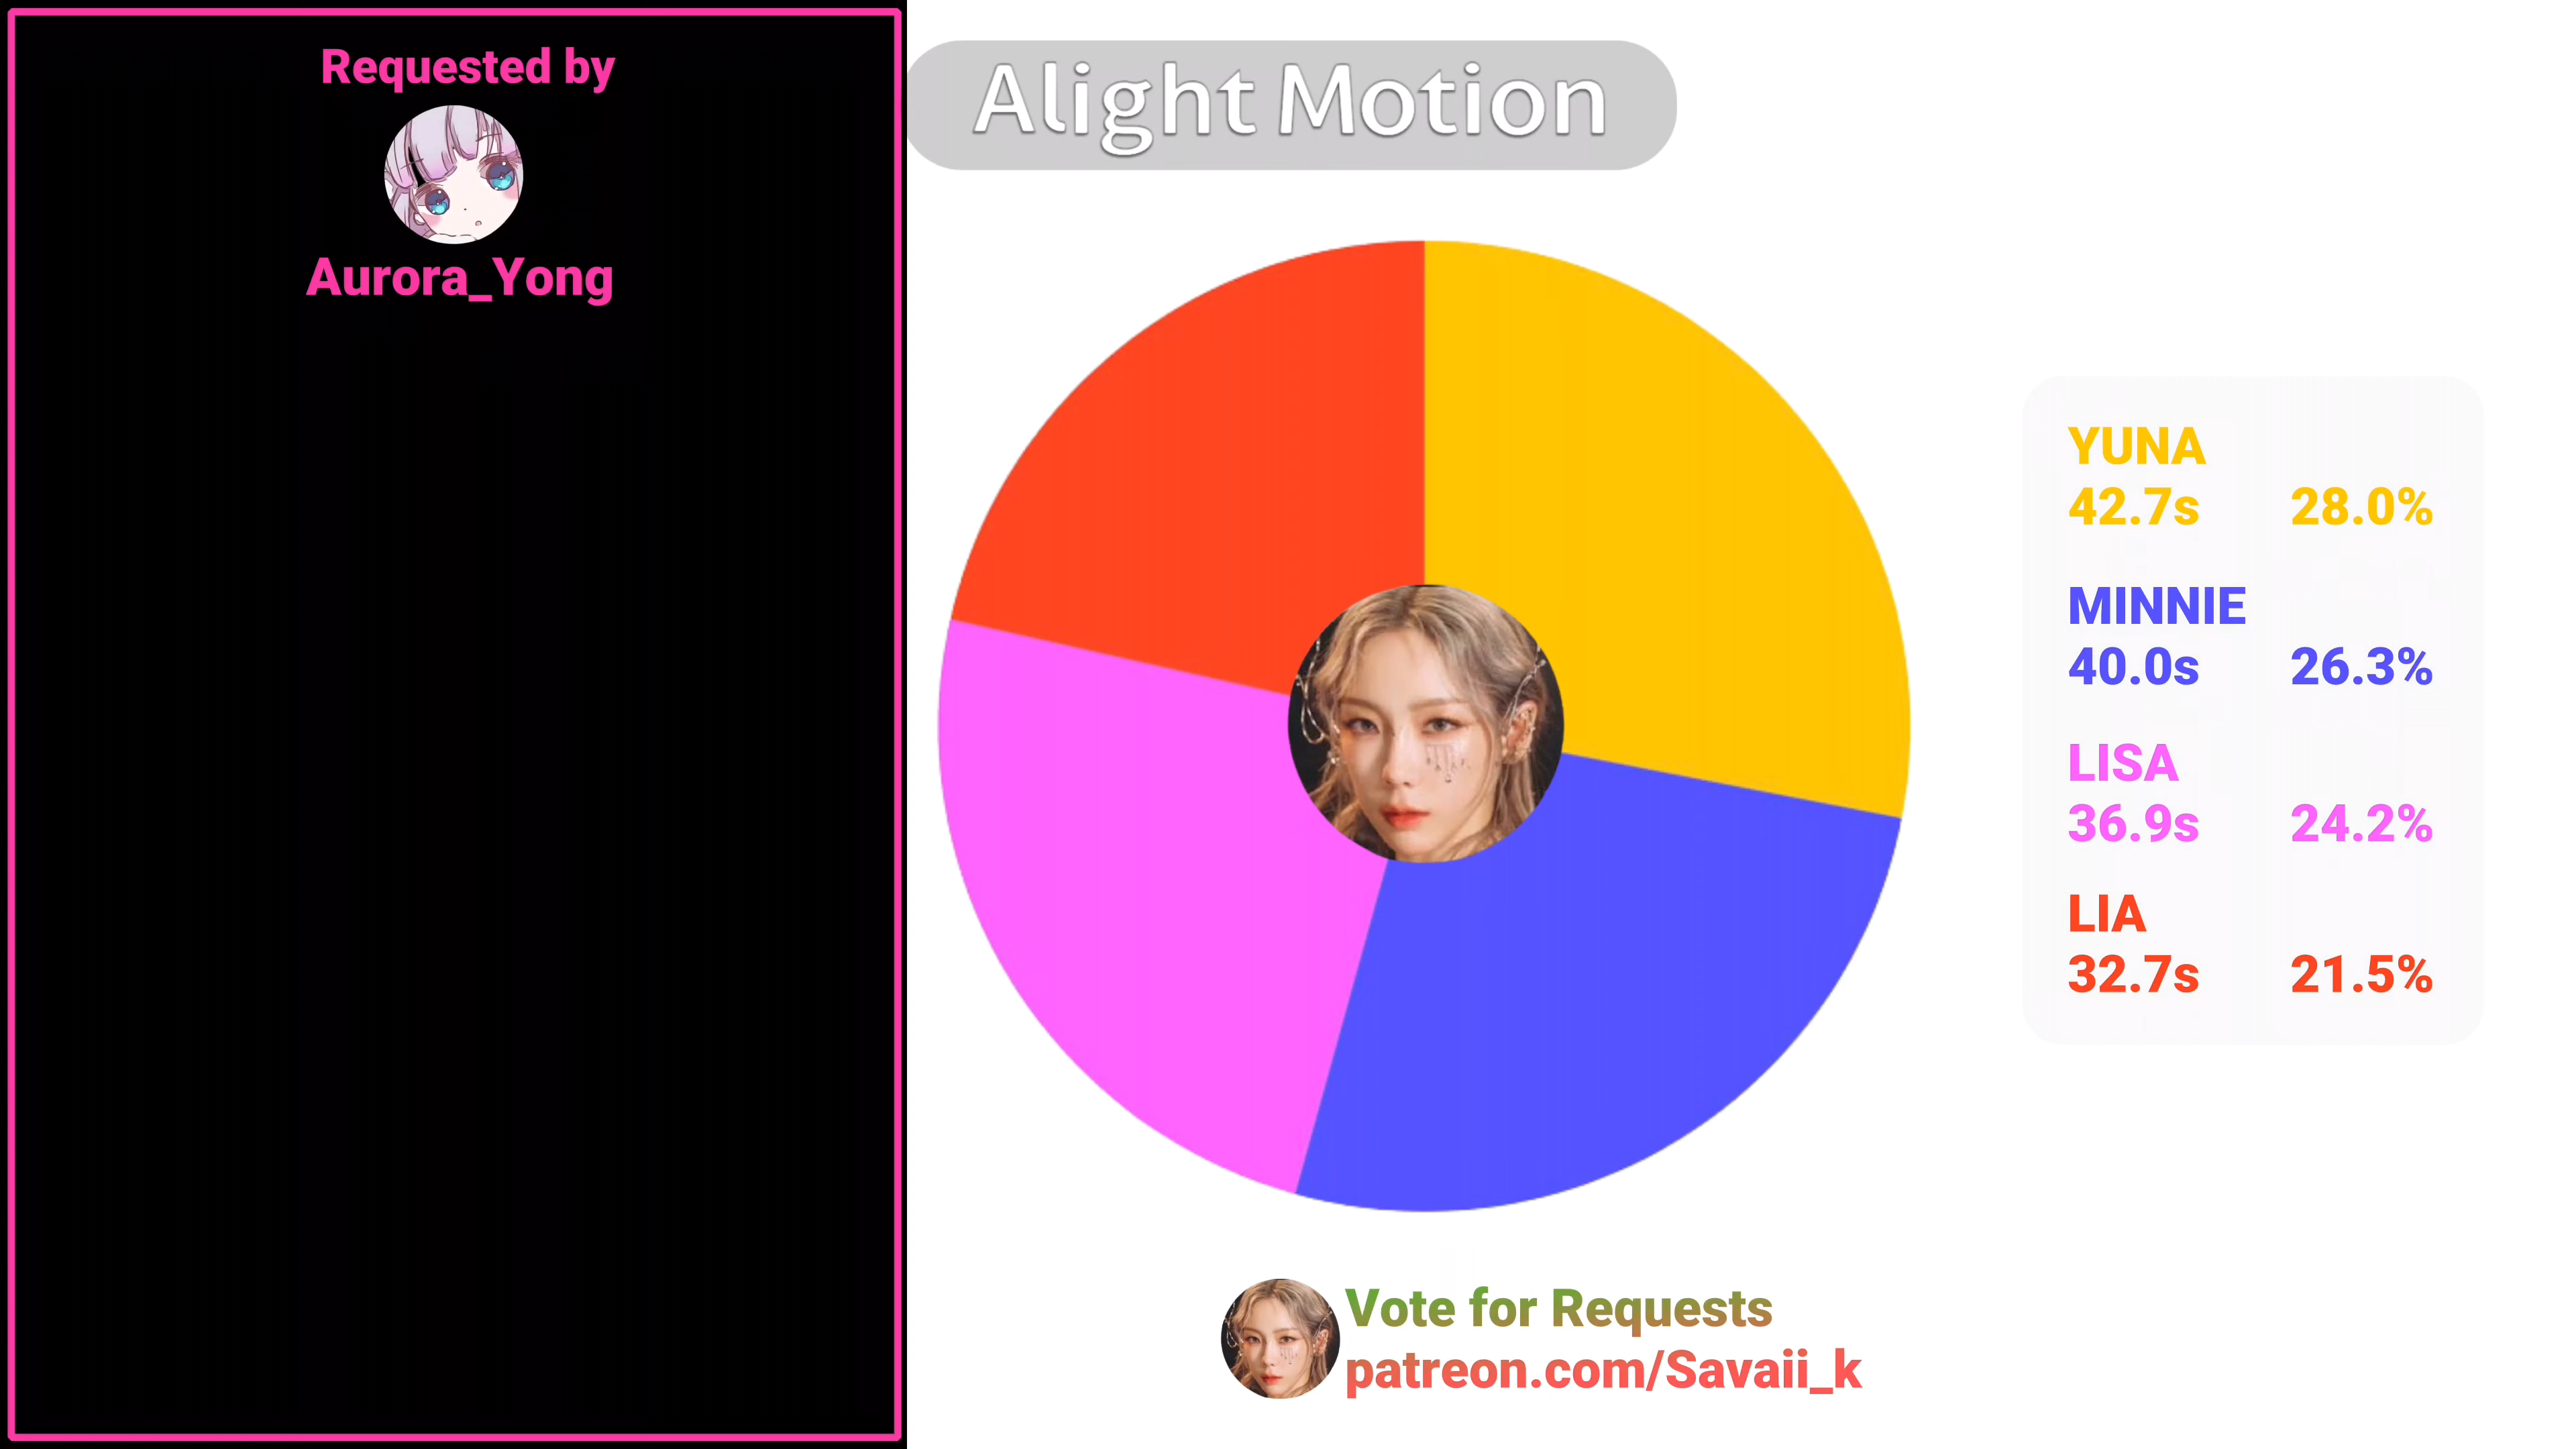 Requested by
Aurora_Yong
Alight Motion
YUNA
42.7s 28.0%
MINNIE
40.0s 26.3%
LISA
36.9s 24.2%
LIA
32.7s 21.5%
Vote for Requests
patreon.com/Savaii_k